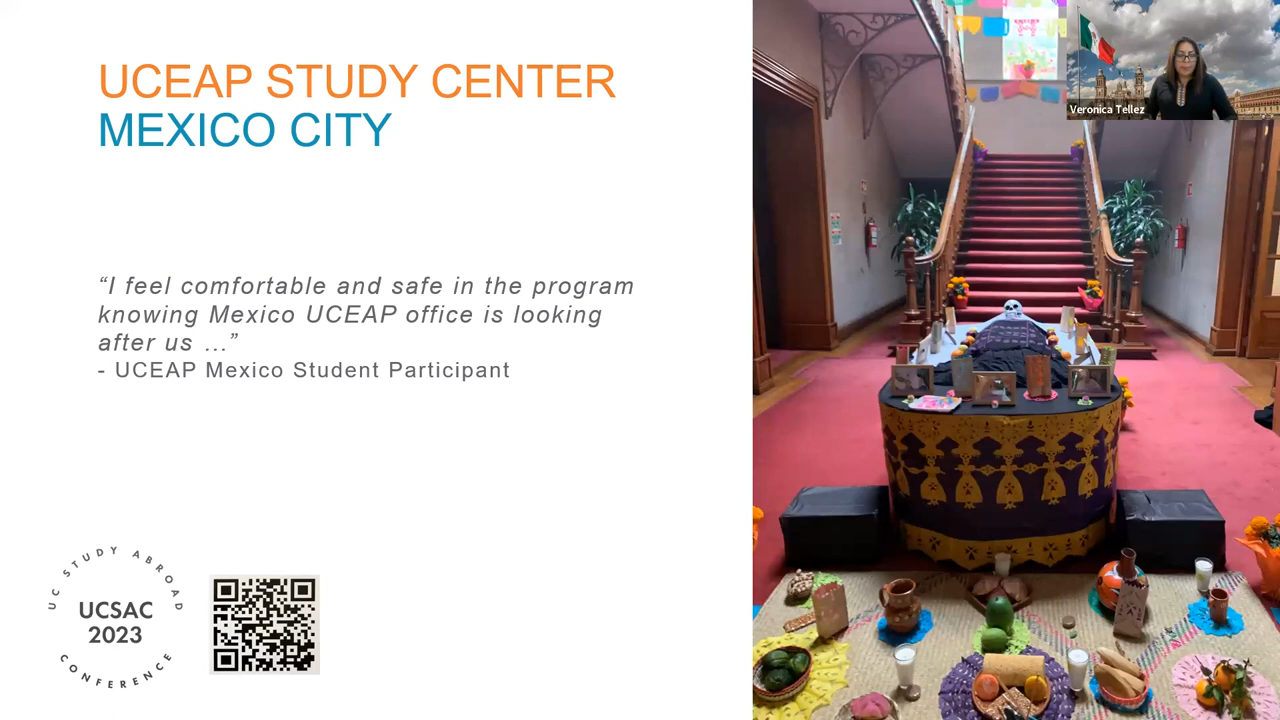 UCEAP STUDY CENTER
MEXICO CITY
Veronica Tellez
“I feel comfortable and safe in the program
knowing Mexico UCEAP office is looking
after us …”
- UCEAP Mexico Student Participant
UC STUDY ABROAD
UCSAC
2023
CONFERENCE